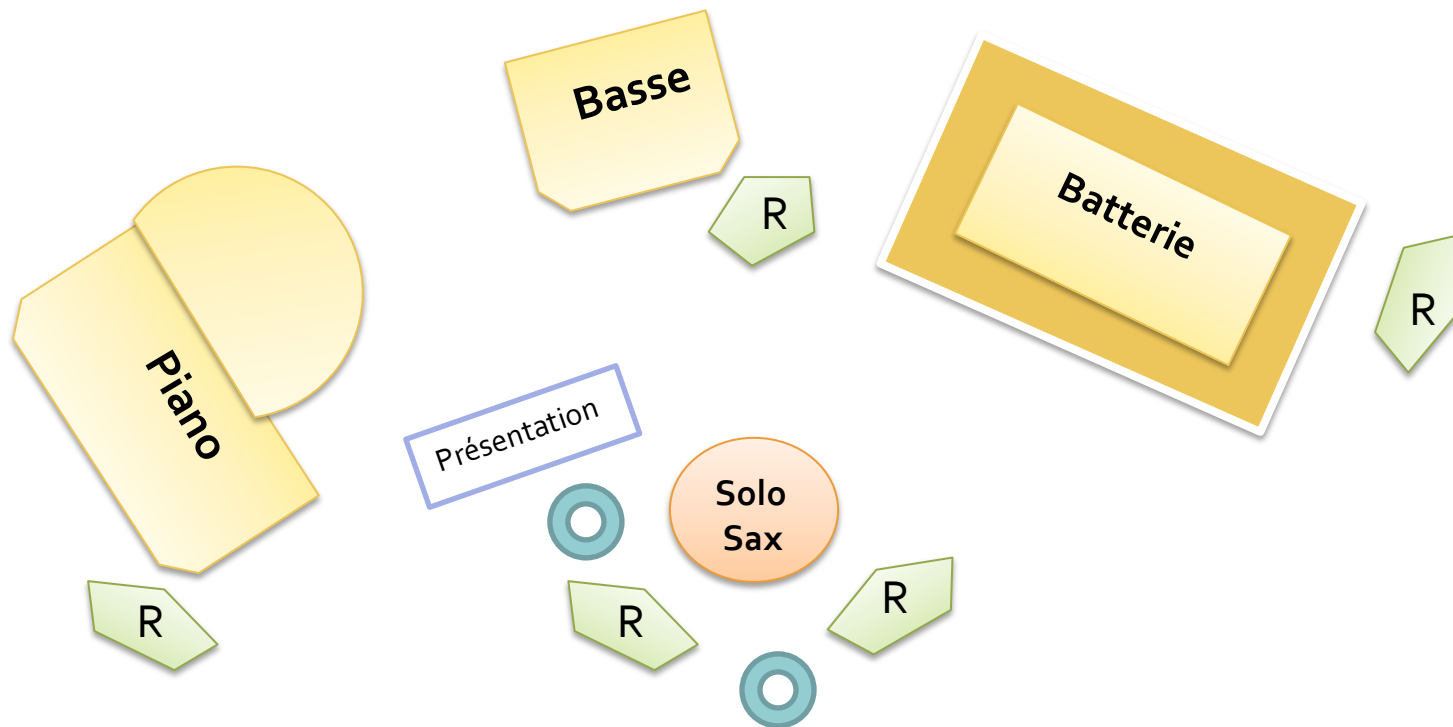 Basse
R
Batterie
R
Piano
Présentation
Solo
Sax
R
R
R